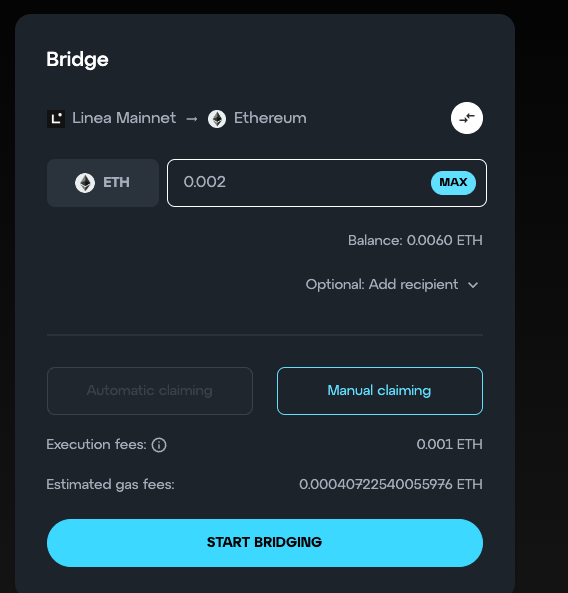 Bridge
Linea Mainnet → Ethereum
ETH 0.002 MAX
Balance: 0.0060 ETH
Optional: Add recipient
Automatic claiming Manual claiming
Execution fees: 0.001 ETH
Estimated gas fees: 0.00040722540055976 ETH
START BRIDGING